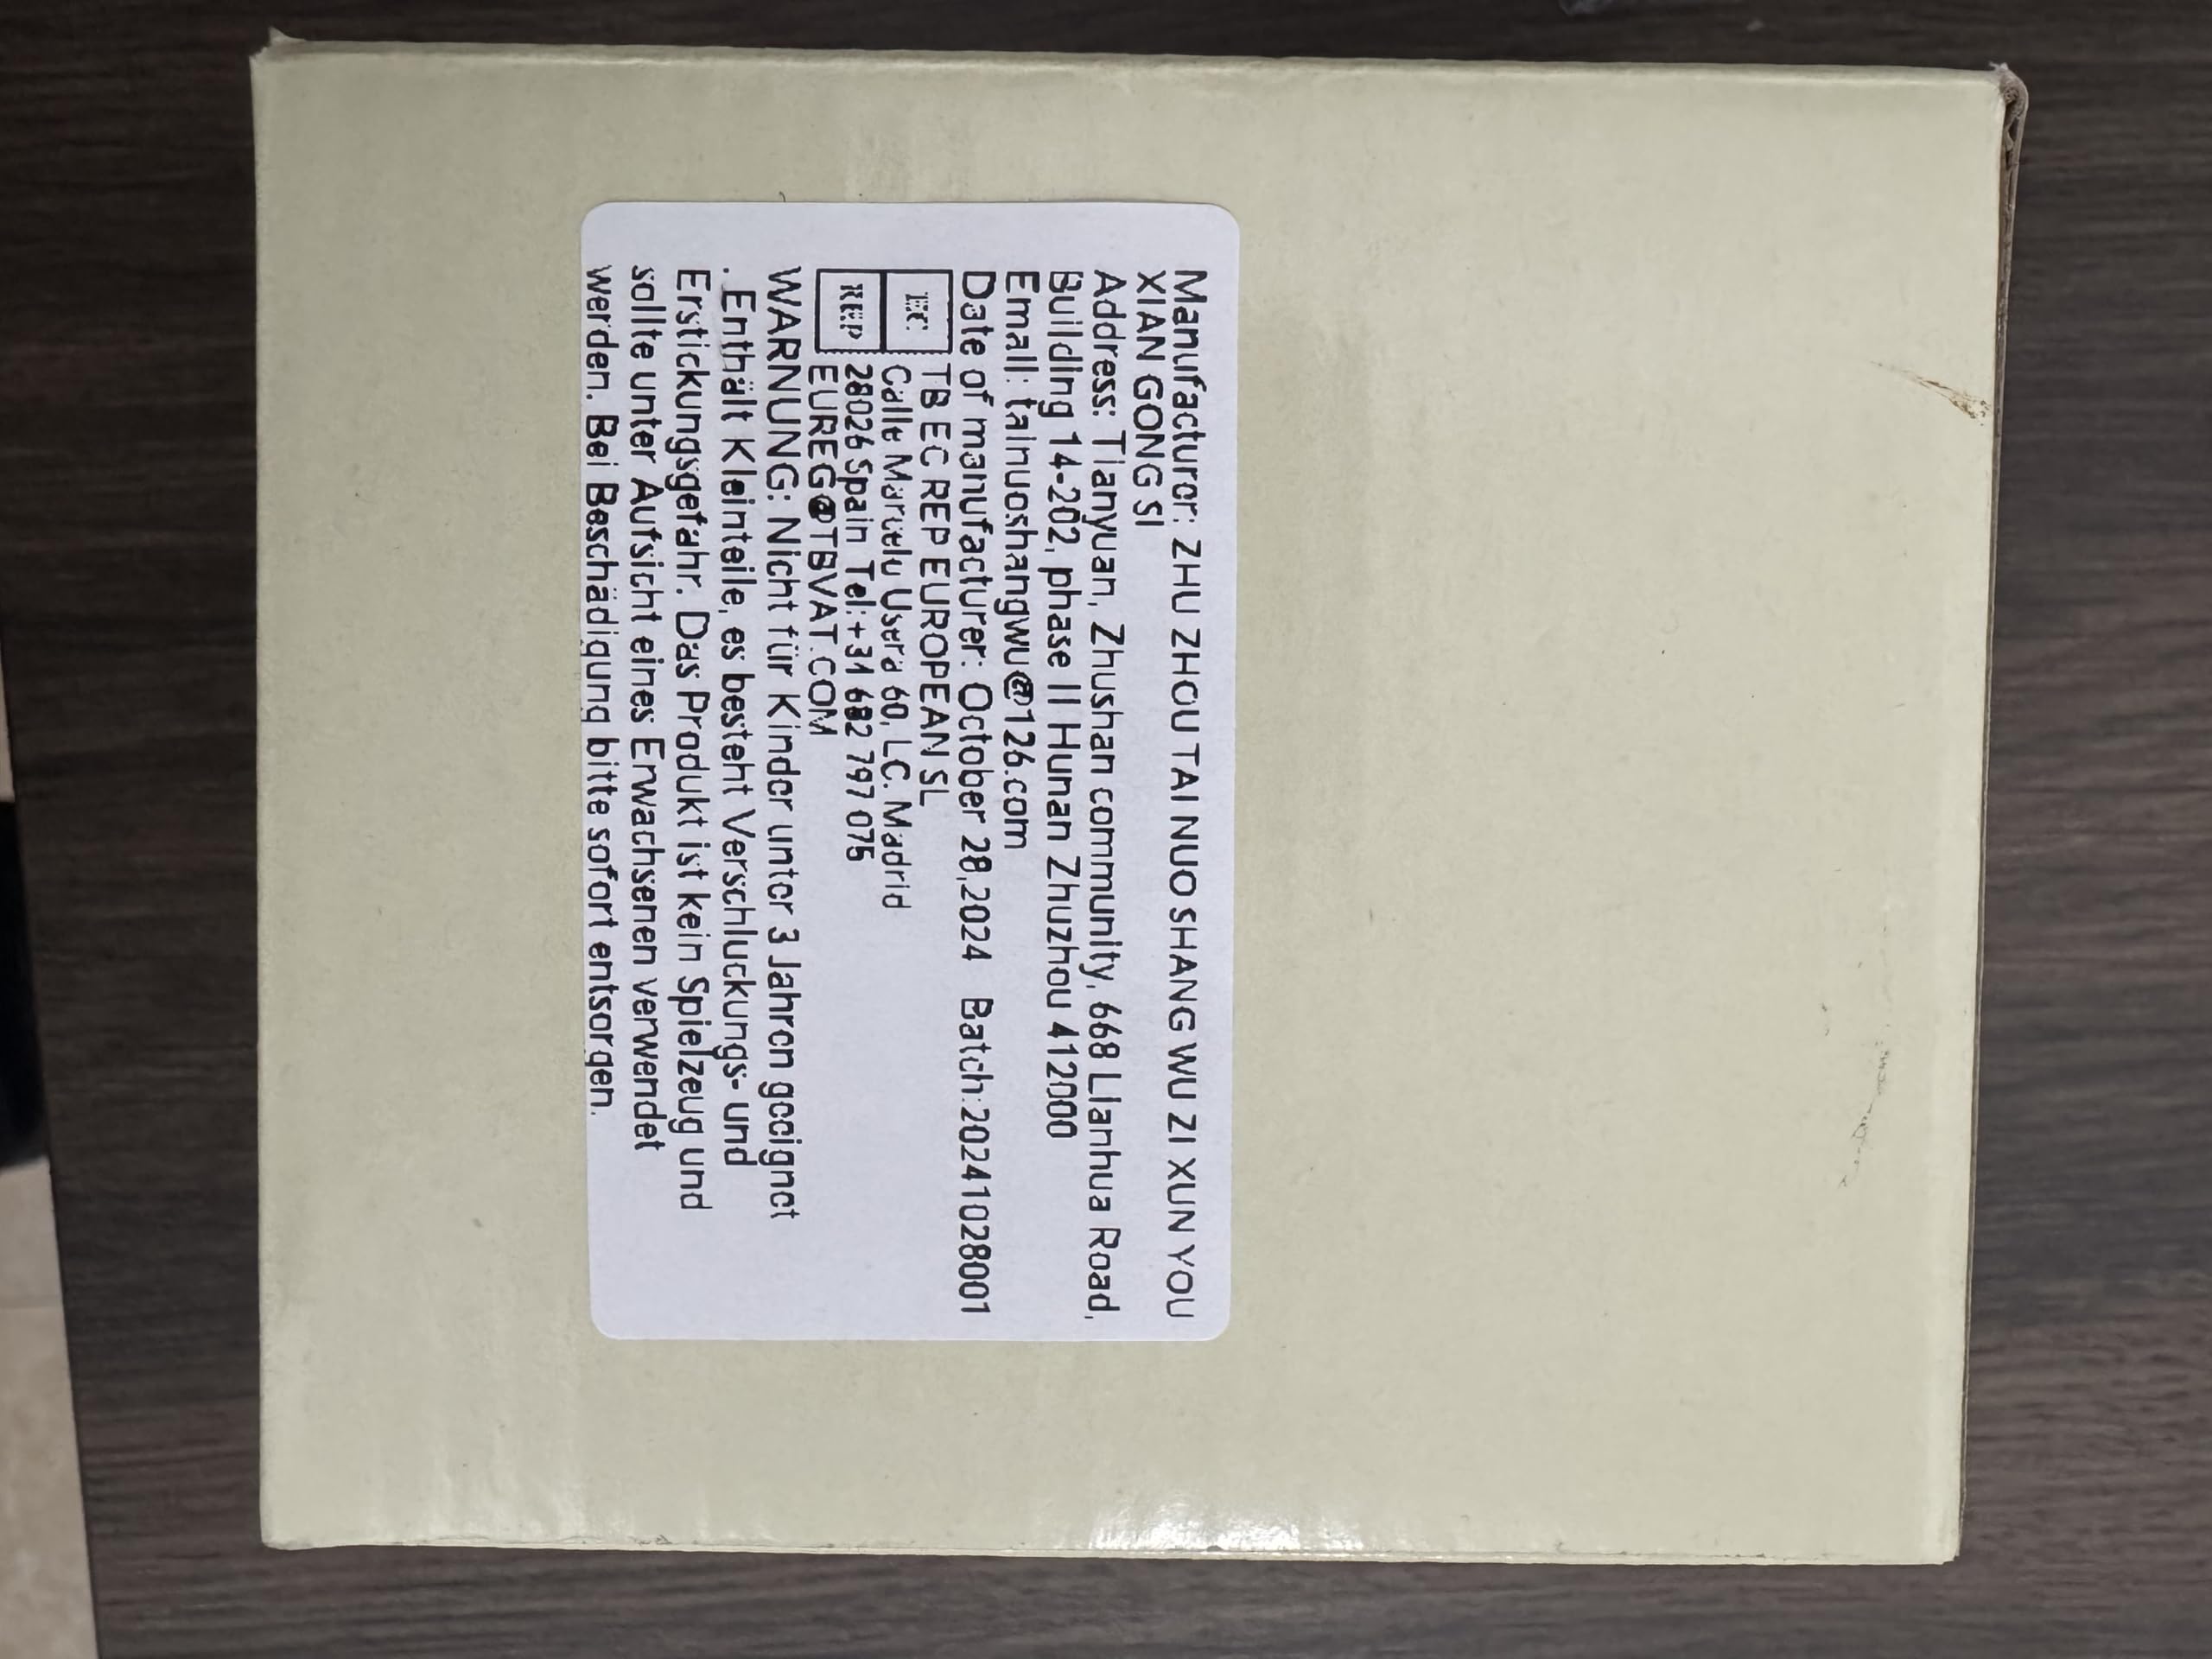 Manufacturer: ZHU ZHOU TAI NUO SHANG WU ZI XUN YOU
XIAN GONG SI
Address: Tianyuan, Zhushan community, 668 Lianhua Road,
Building 14-202, phase II Hunan Zhuzhou 412000
Email: tainuoshangwu@126.com
Date of manufacturer: October 28,2024 Batch:20241028001
EC REP
TB EC REP EUROPEAN SL
Calle Marcelo Usera 60, LC. Madrid
28026 Spain Tel:+31 682 797 075
EUREG@TBVAT.COM
WARNUNG: Nicht für Kinder unter 3 Jahren geeignet
. Enthält Kleinteile, es besteht Verschluckungs- und
Erstickungsgefahr. Das Produkt ist kein Spielzeug und
sollte unter Aufsicht eines Erwachsenen verwendet
werden. Bei Beschädigung bitte sofort entsorgen.